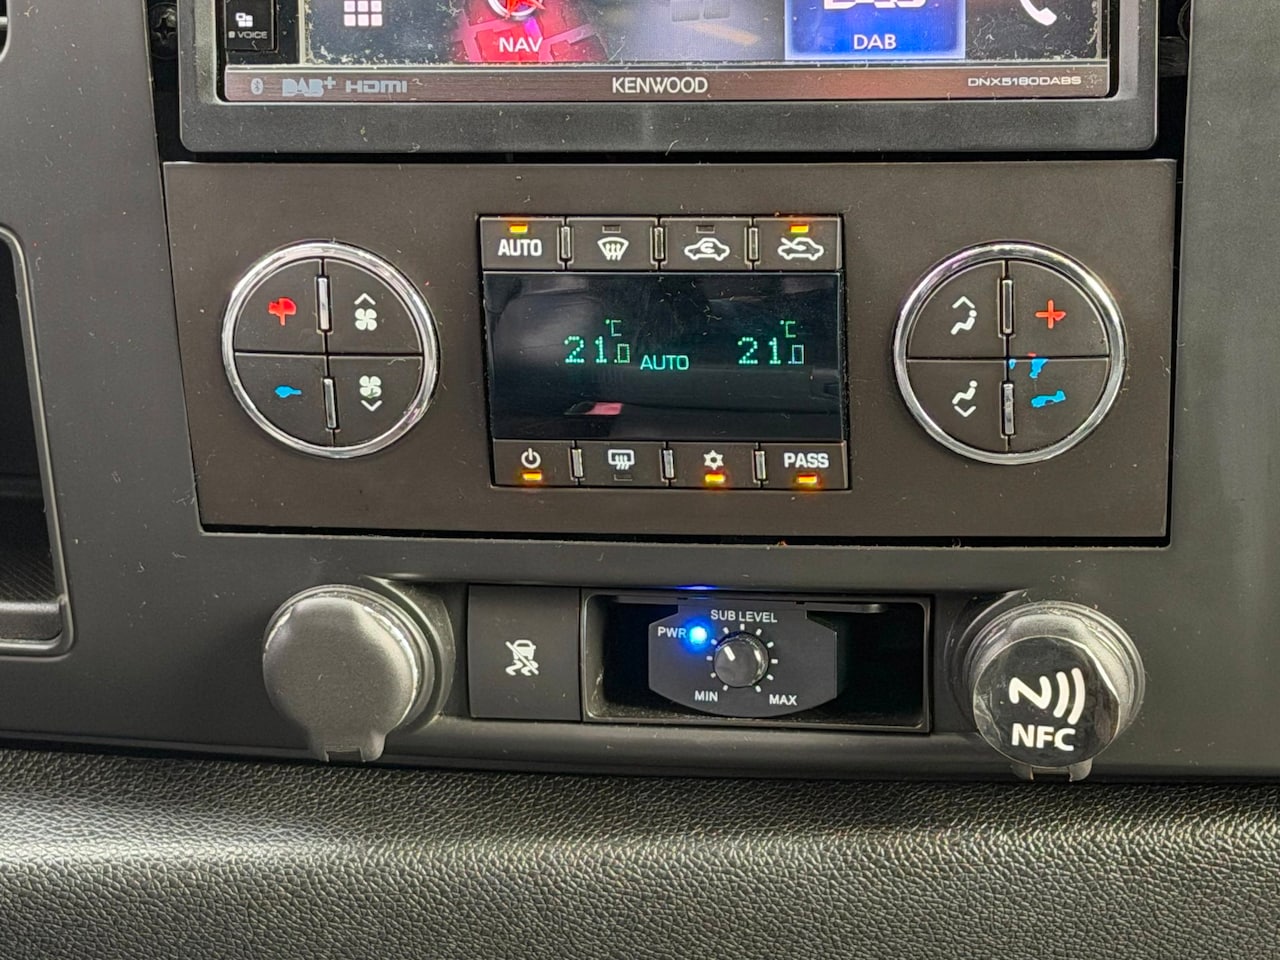 VOICE
NAV
DAB
DAB+ HDMI
KENWOOD
DNX5180DABS
AUTO
21.0 °C
AUTO
21.0 °C
PASS
SUB LEVEL
PWR
MIN
MAX
NFC